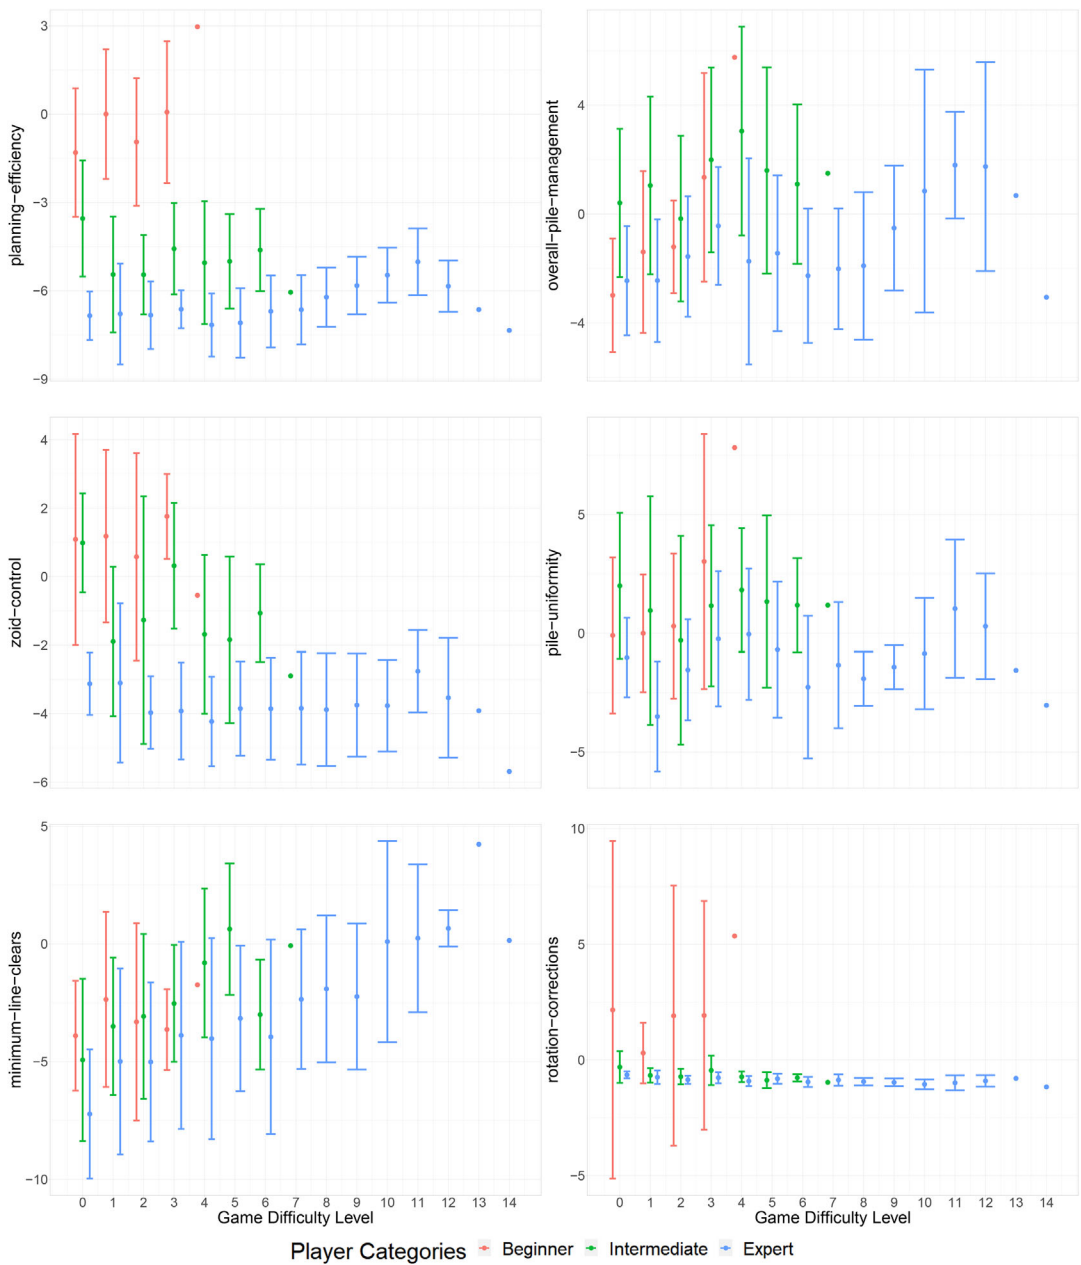 planning−efficiency
3
0
−3
−6
−9
overall−pile−management
4
0
−4
zoid−control
4
2
0
−2
−4
−6
pile−uniformity
5
0
−5
minimum−line−clears
5
0
−5
−10
0 1 2 3 4 5 6 7 8 9 10 11 12 13 14
Game Difficulty Level
rotation−corrections
10
5
0
−5
0 1 2 3 4 5 6 7 8 9 10 11 12 13 14
Game Difficulty Level
Player Categories Beginner Intermediate Expert